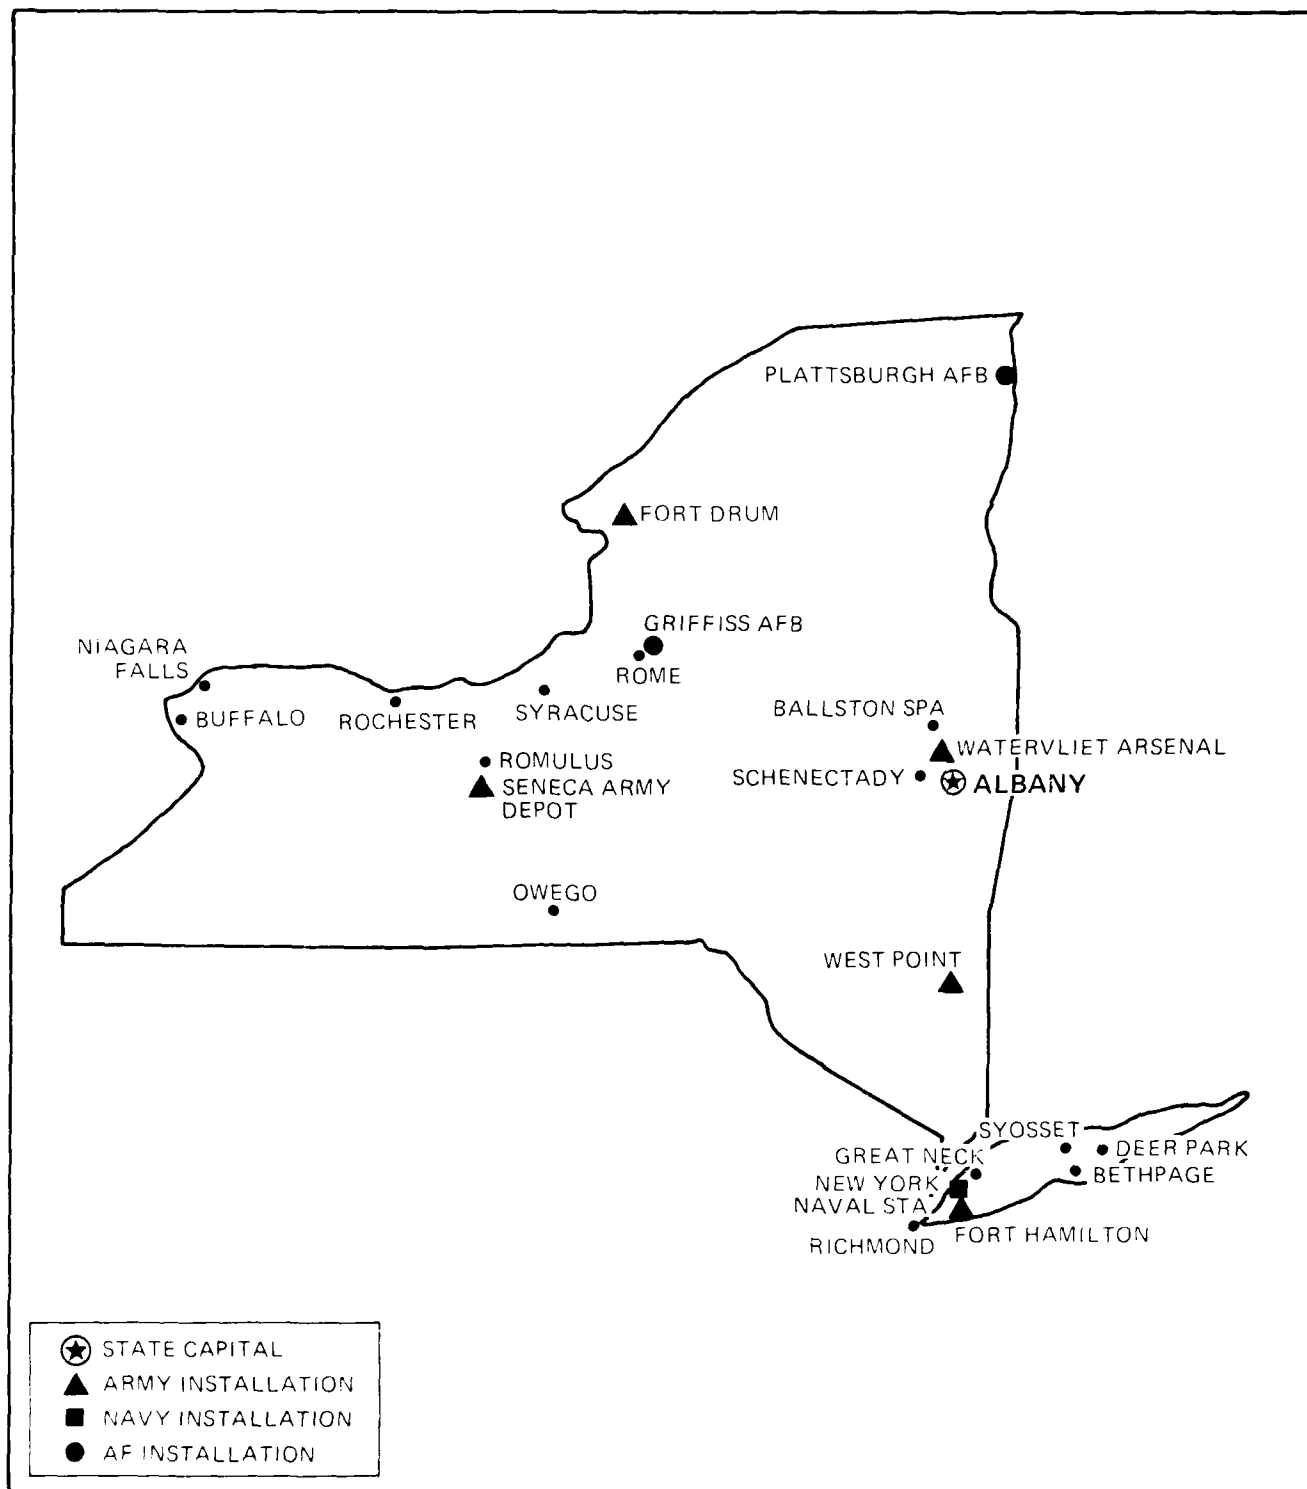 PLATTSBURGH AFB
FORT DRUM
GRIFFISS AFB
ROME
NIAGARA
FALLS
BUFFALO
ROCHESTER
SYRACUSE
BALLSTON SPA
WATERVLIET ARSENAL
SCHENECTADY
ALBANY
ROMULUS
SENECA ARMY
DEPOT
OWEGO
WEST POINT
SYOSSET
GREAT NECK
DEER PARK
BETHPAGE
NEW YORK
NAVAL STA
RICHMOND
FORT HAMILTON
STATE CAPITAL
ARMY INSTALLATION
NAVY INSTALLATION
AF INSTALLATION